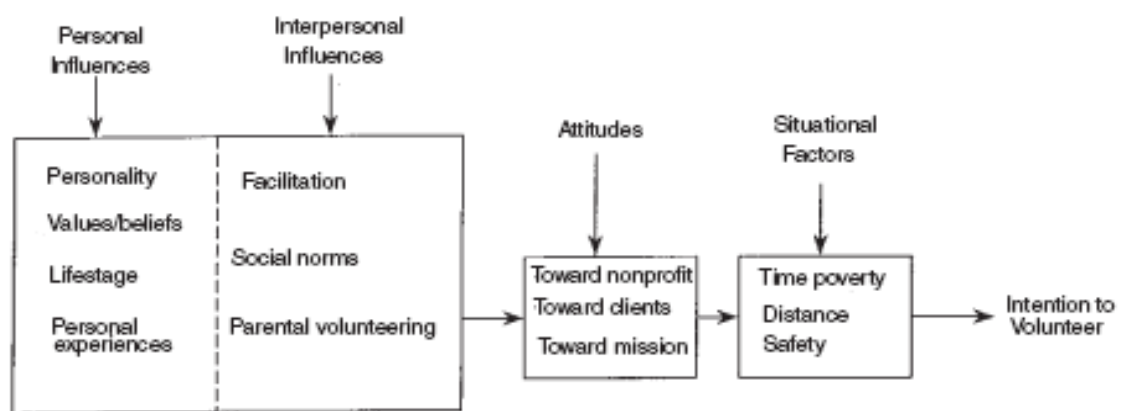 Personal
Influences
Interpersonal
Influences
Attitudes
Situational
Factors
Personality
Values/beliefs
Lifestage
Personal
experiences
Facilitation
Social norms
Parental volunteering
Toward nonprofit
Toward clients
Toward mission
Time poverty
Distance
Safety
Intention to
Volunteer